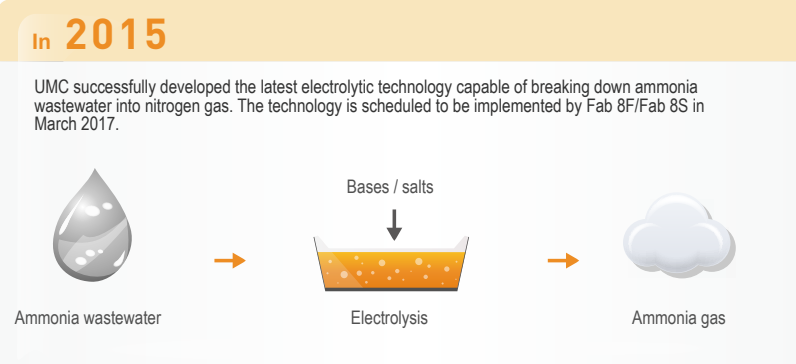 In 2015
UMC successfully developed the latest electrolytic technology capable of breaking down ammonia
wastewater into nitrogen gas. The technology is scheduled to be implemented by Fab 8F/Fab 8S in
March 2017.
Bases / salts
Ammonia wastewater
Electrolysis
Ammonia gas